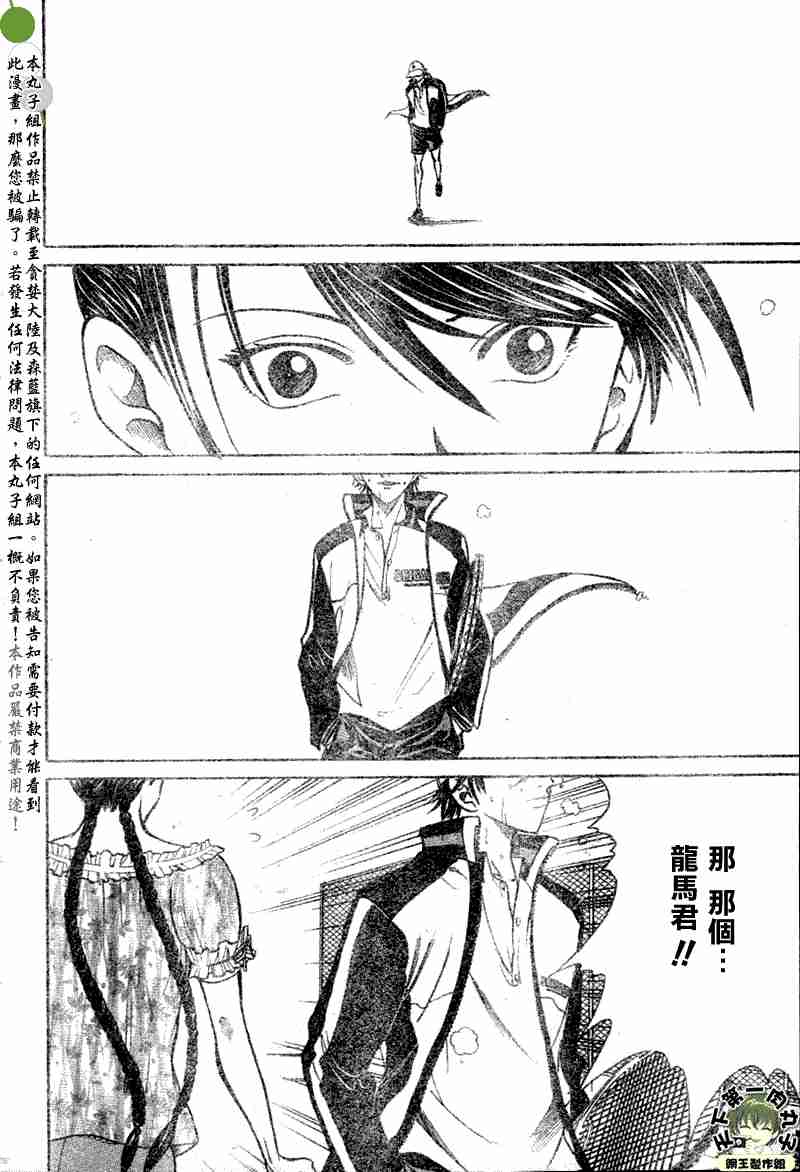 本丸子組作品禁止轉載至貪婪大陸及森藍旗下的任何網站。如果您被告知需要付款才能看到
此漫畫，那麼您被騙了。若發生任何法律問題，本丸子組一概不負責！本作品嚴禁商業用途！
那 那個…
龍馬君!!
天下第一
網王製作組